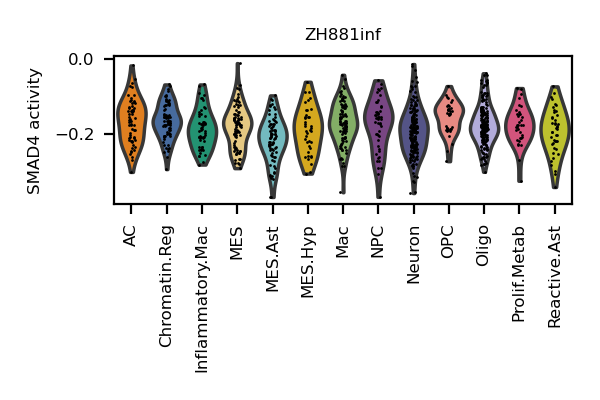 ZH881inf
SMAD4 activity
0.0
−0.2
AC
Chromatin.Reg
Inflammatory.Mac
MES
MES.Ast
MES.Hyp
Mac
NPC
Neuron
OPC
Oligo
Prolif.Metab
Reactive.Ast